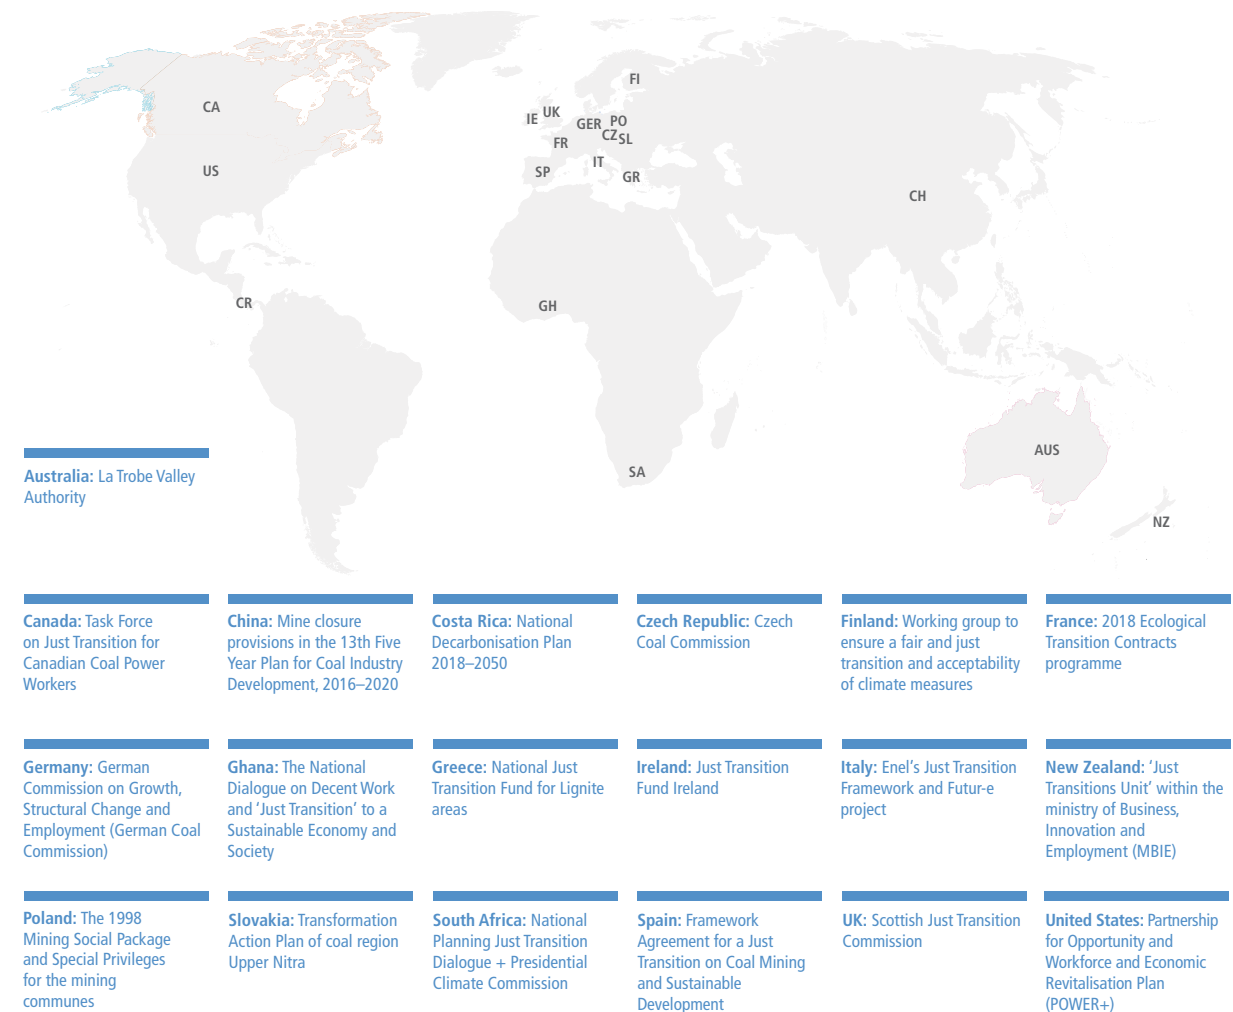 FI
CA
IE
UK
GER
PO
CZ
SL
FR
IT
US
SP
GR
CH
CR
GH
AUS
SA
NZ
Australia: La Trobe Valley
Authority
Canada: Task Force
on Just Transition for
Canadian Coal Power
Workers
China: Mine closure
provisions in the 13th Five
Year Plan for Coal Industry
Development, 2016–2020
Costa Rica: National
Decarbonisation Plan
2018–2050
Czech Republic: Czech
Coal Commission
Finland: Working group to
ensure a fair and just
transition and acceptability
of climate measures
France: 2018 Ecological
Transition Contracts
programme
Germany: German
Commission on Growth,
Structural Change and
Employment (German Coal
Commission)
Ghana: The National
Dialogue on Decent Work
and ‘Just Transition’ to a
Sustainable Economy and
Society
Greece: National Just
Transition Fund for Lignite
areas
Ireland: Just Transition
Fund Ireland
Italy: Enel’s Just Transition
Framework and Futur-e
project
New Zealand: ‘Just
Transitions Unit’ within the
ministry of Business,
Innovation and
Employment (MBIE)
Poland: The 1998
Mining Social Package
and Special Privileges
for the mining
communes
Slovakia: Transformation
Action Plan of coal region
Upper Nitra
South Africa: National
Planning Just Transition
Dialogue + Presidential
Climate Commission
Spain: Framework
Agreement for a Just
Transition on Coal Mining
and Sustainable
Development
UK: Scottish Just Transition
Commission
United States: Partnership
for Opportunity and
Workforce and Economic
Revitalisation Plan
(POWER+)